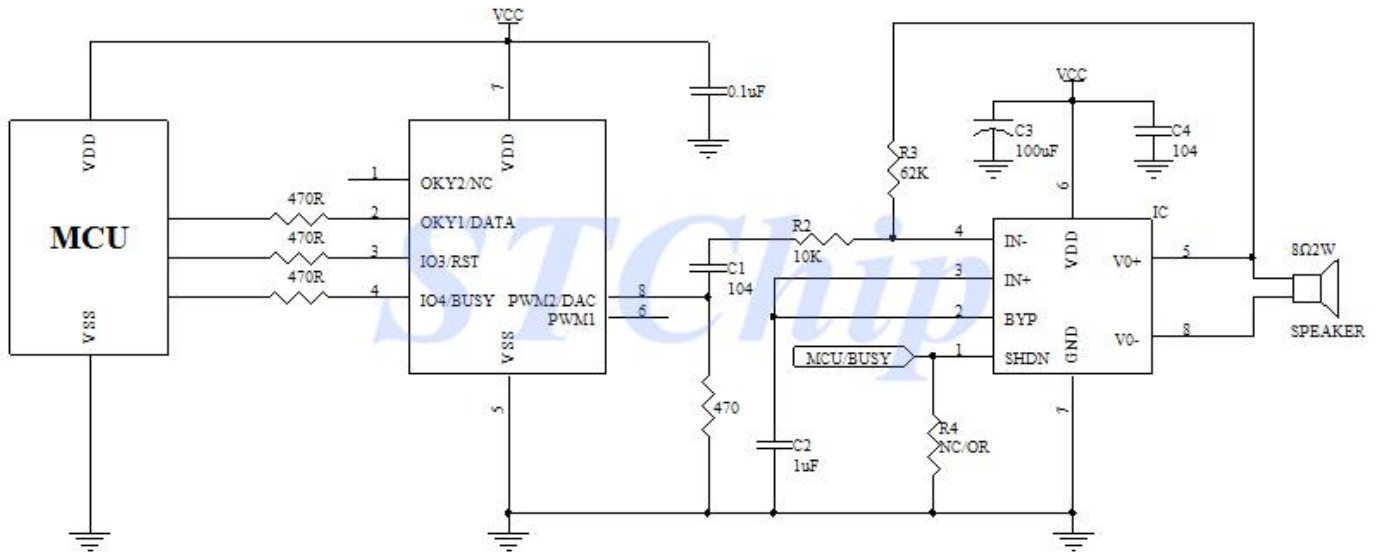 VCC
VCC
0.1uF
7
VDD
VDD
C3
100uF
C4
104
R3
62K
1
OKY2/NC
6
470R
2
OKY1/DATA
IC
MCU
STChip
470R
R2
10K
4
IN-
VDD
V0+
5
8Ω2W
3
IO3/RST
C1
104
3
IN+
470R
4
IO4/BUSY
PWM2/DAC
8
PWM1
6
2
BYP
SPEAKER
V0-
8
VSS
VSS
MCU/BUSY
1
SHDN
GND
5
470
7
R4
NC/OR
C2
1uF